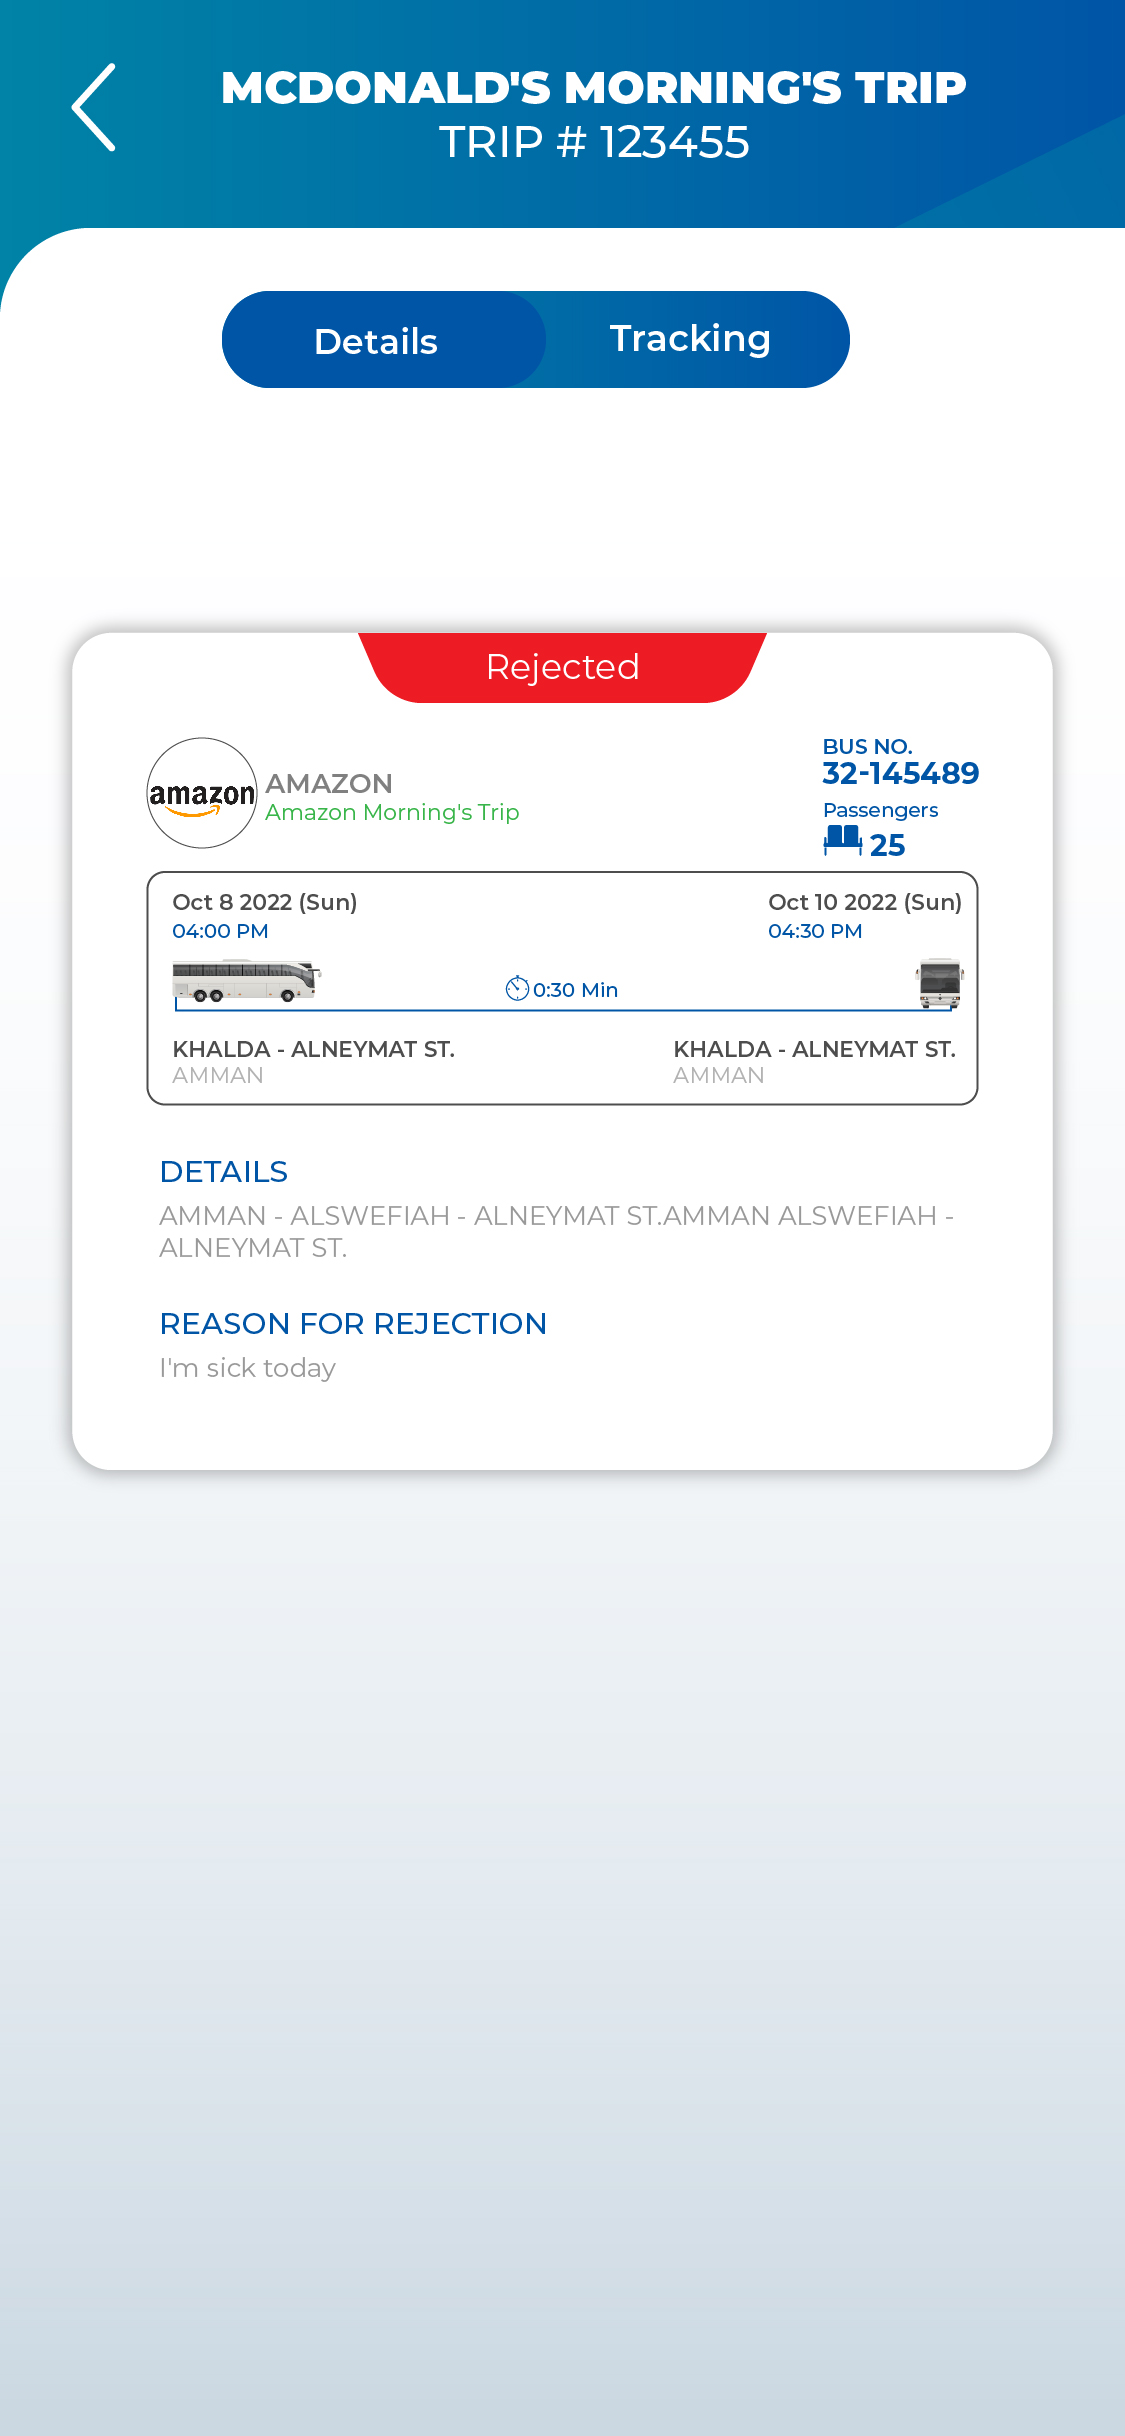 MCDONALD'S MORNING'S TRIP
TRIP # 123455
Details
Tracking
Rejected
amazon
AMAZON
Amazon Morning's Trip
BUS NO.
32-145489
Passengers
25
Oct 8 2022 (Sun)
04:00 PM
Oct 10 2022 (Sun)
04:30 PM
0:30 Min
KHALDA - ALNEYMAT ST.
AMMAN
KHALDA - ALNEYMAT ST.
AMMAN
DETAILS
AMMAN - ALSWEFIAH - ALNEYMAT ST.AMMAN ALSWEFIAH -
ALNEYMAT ST.
REASON FOR REJECTION
I'm sick today